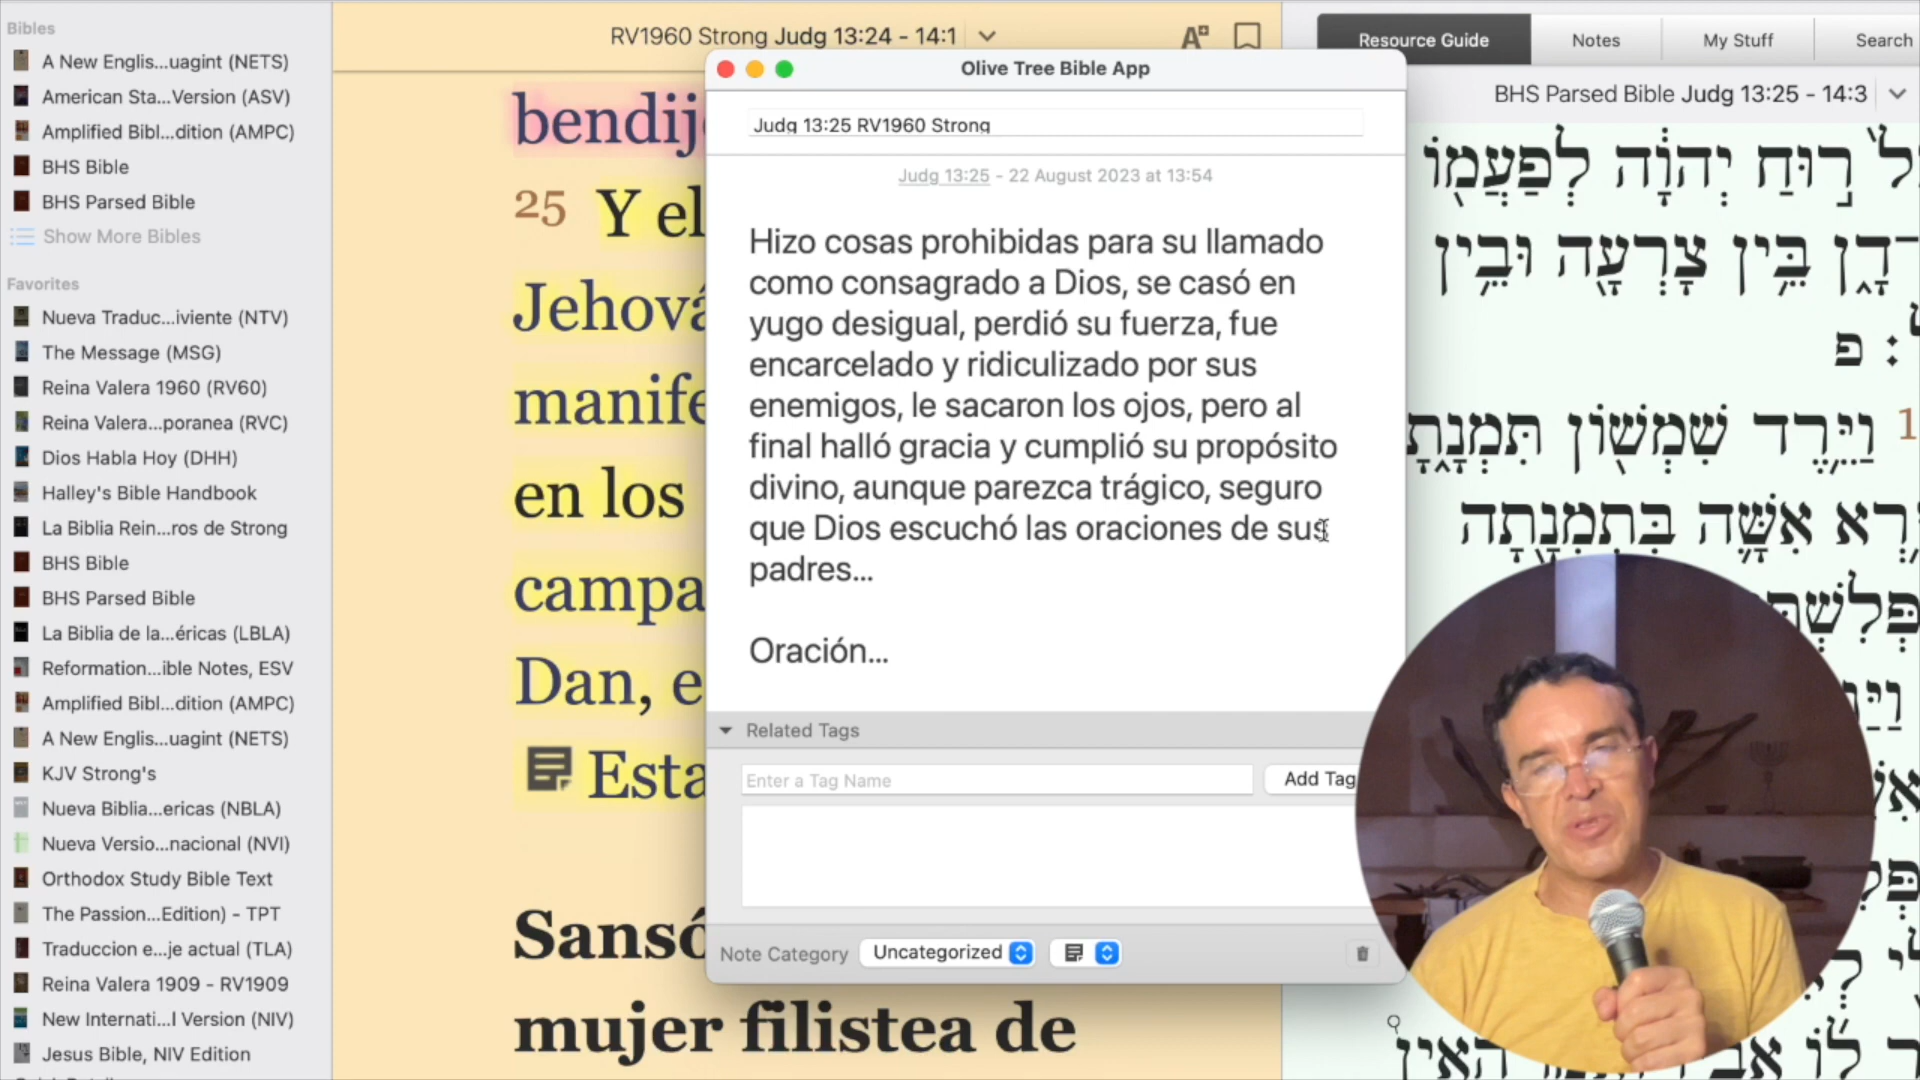 Bibles
A New Englis...uagint (NETS)
American Sta...Version (ASV)
Amplified Bibl...dition (AMPC)
BHS Bible
BHS Parsed Bible
Show More Bibles
Favorites
Nueva Traduc...iviente (NTV)
The Message (MSG)
Reina Valera 1960 (RV60)
Reina Valera...poranea (RVC)
Dios Habla Hoy (DHH)
Halley's Bible Handbook
La Biblia Rein...ros de Strong
BHS Bible
BHS Parsed Bible
La Biblia de la...éricas (LBLA)
Reformation...ible Notes, ESV
Amplified Bibl...dition (AMPC)
A New Englis...uagint (NETS)
KJV Strong's
Nueva Biblia...ericas (NBLA)
Nueva Versio...nacional (NVI)
Orthodox Study Bible Text
The Passion...Edition) - TPT
Traduccion e...je actual (TLA)
Reina Valera 1909 - RV1909
New Internati...l Version (NIV)
Jesus Bible, NIV Edition
RV1960 Strong Judg 13:24 - 14:1
bendij
25 Y el
Jehová
manife
en los
campa
Dan, e
Esta
Sansó
mujer filistea de
Olive Tree Bible App
Judg 13:25 RV1960 Strong
Judg 13:25 - 22 August 2023 at 13:54
Hizo cosas prohibidas para su llamado
como consagrado a Dios, se casó en
yugo desigual, perdió su fuerza, fue
encarcelado y ridiculizado por sus
enemigos, le sacaron los ojos, pero al
final halló gracia y cumplió su propósito
divino, aunque parezca trágico, seguro
que Dios escuchó las oraciones de sus
padres...
Oración...
Related Tags
Enter a Tag Name
Add Tag
Note Category
Uncategorized
Resource Guide
Notes
My Stuff
Search
BHS Parsed Bible Judg 13:25 - 14:3
ר֣וּחַ יְהוָ֔ה לְפַעֲמ֖וֹ
דָ֑ן בֵּ֥ין צָרְעָ֖ה וּבֵ֥ין
׃ פ
1 וַיֵּ֥רֶד שִׁמְשׁ֖וֹן תִּמְנָ֑תָ
אִשָּׁ֛ה בְּתִמְנָ֖תָה